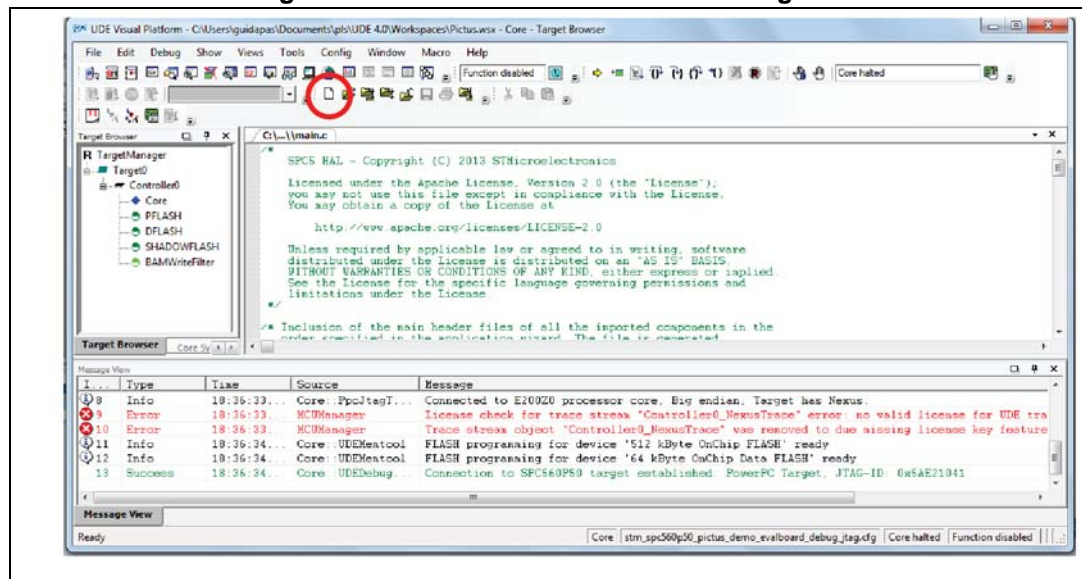 UDE Visual Platform - C:\Users\guidapas\Documents\pls\UDE 4.0\Workspaces\Pictus.wsx - Core - Target Browser
File Edit Debug Show Views Tools Config Window Macro Help
Function disabled
Core halted
Target Browser
C:\...\\main.c
TargetManager
Target0
Controller0
Core
PFLASH
DFLASH
SHADOWFLASH
BAMWriteFilter
Target Browser
Core Sy
/*
SPC5 HAL - Copyright (C) 2013 STMicroelectronics
Licensed under the Apache License, Version 2.0 (the "License");
you may not use this file except in compliance with the License.
You may obtain a copy of the License at
http://www.apache.org/licenses/LICENSE-2.0
Unless required by applicable law or agreed to in writing, software
distributed under the License is distributed on an "AS IS" BASIS,
WITHOUT WARRANTIES OR CONDITIONS OF ANY KIND, either express or implied.
See the License for the specific language governing permissions and
limitations under the License.
*/
/* Inclusion of the main header files of all the imported components in the
order specified in the application wizard. The file is generated
Message View
I... Type Time Source Message
8 Info 18:36:33... Core::PpcJtagT... Connected to E200Z0 processor core, Big endian, Target has Nexus.
9 Error 18:36:33... MCUManager License check for trace stream "Controller0_NexusTrace" error: no valid license for UDE tra
10 Error 18:36:33... MCUManager Trace stream object "Controller0_NexusTrace" was removed to due missing license key feature
11 Info 18:36:34... Core::UDEMemtool FLASH programming for device '512 kByte OnChip FLASH' ready
12 Info 18:36:34... Core::UDEMemtool FLASH programming for device '64 kByte OnChip Data FLASH' ready
13 Success 18:36:34... Core::UDEDebug... Connection to SPC560P50 target established: PowerPC Target, JTAG-ID: 0x5AE21041
Message View
Ready
Core stm_spc560p50_pictus_demo_evalboard_debug_jtag.cfg Core halted Function disabled